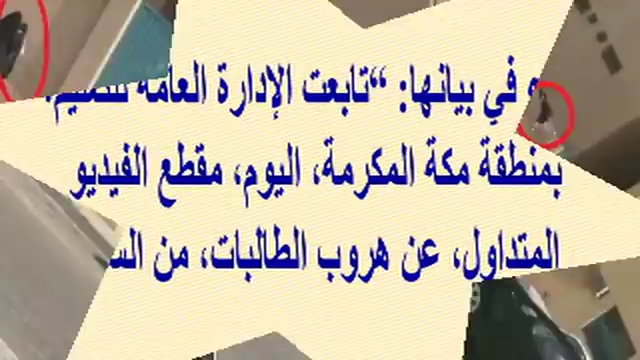 في بيانها: “تابعت الإدارة العامة
بمنطقة مكة المكرمة، اليوم، مقطع الفيديو
المتداول، عن هروب الطالبات، من